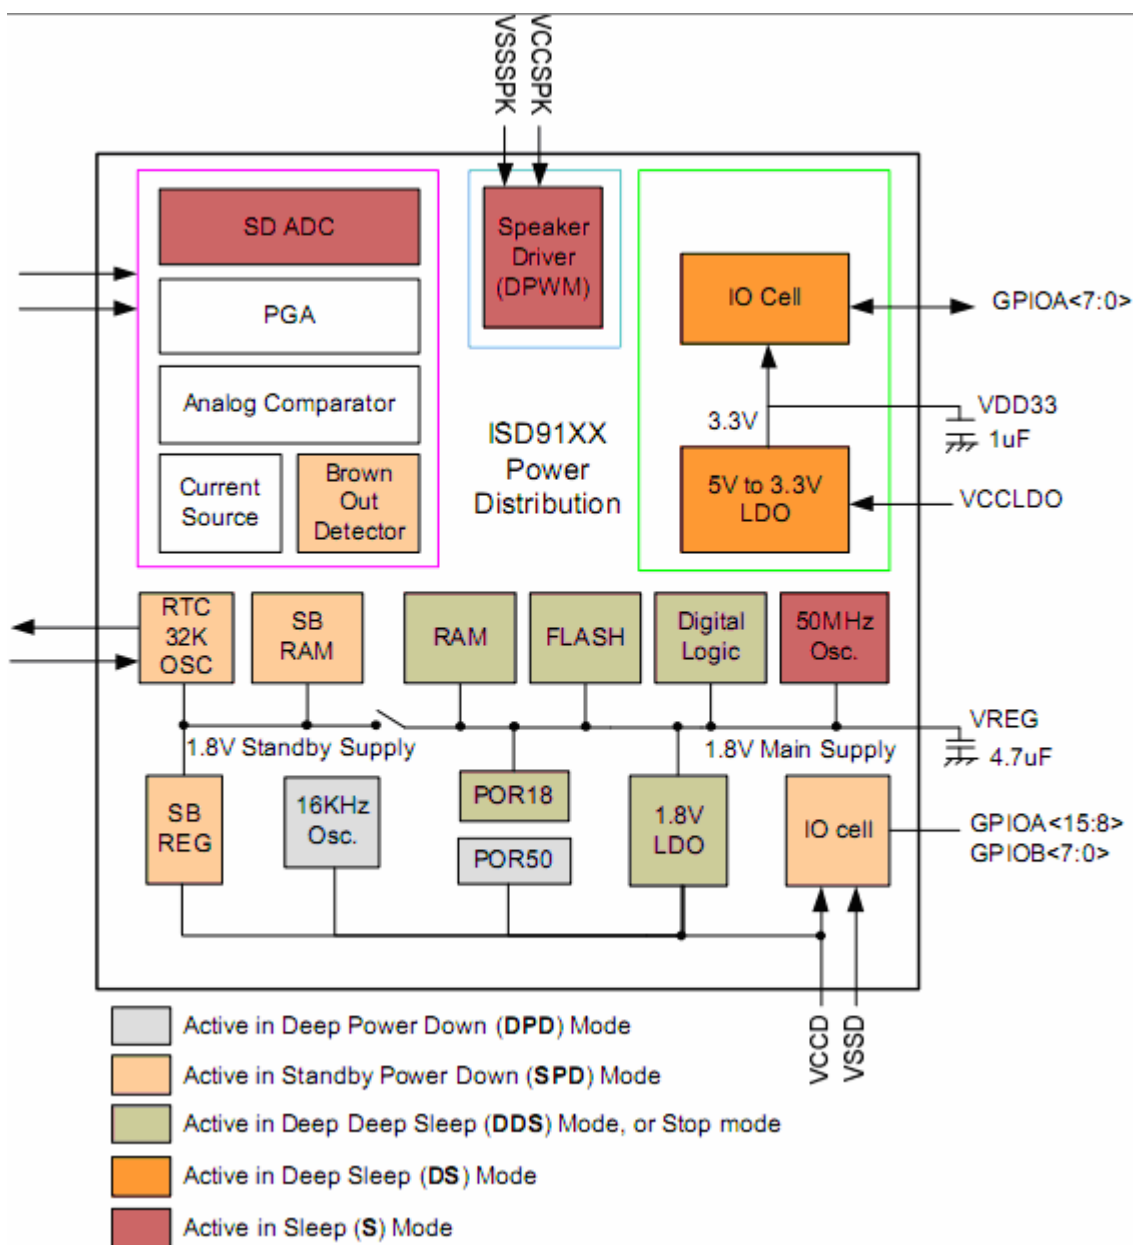 VSSSPK
VCCSPK
SD ADC
PGA
Analog Comparator
Current
Source
Brown
Out
Detector
Speaker
Driver
(DPWM)
ISD91XX
Power
Distribution
IO Cell
GPIOA<7:0>
3.3V
VDD33
1uF
5V to 3.3V
LDO
VCCLDO
RTC
32K
OSC
SB
RAM
RAM
FLASH
Digital
Logic
50MHz
Osc.
1.8V Standby Supply
1.8V Main Supply
VREG
4.7uF
SB
REG
16KHz
Osc.
POR18
POR50
1.8V
LDO
IO cell
GPIOA<15:8>
GPIOB<7:0>
VCCD
VSSD
Active in Deep Power Down (DPD) Mode
Active in Standby Power Down (SPD) Mode
Active in Deep Deep Sleep (DDS) Mode, or Stop mode
Active in Deep Sleep (DS) Mode
Active in Sleep (S) Mode